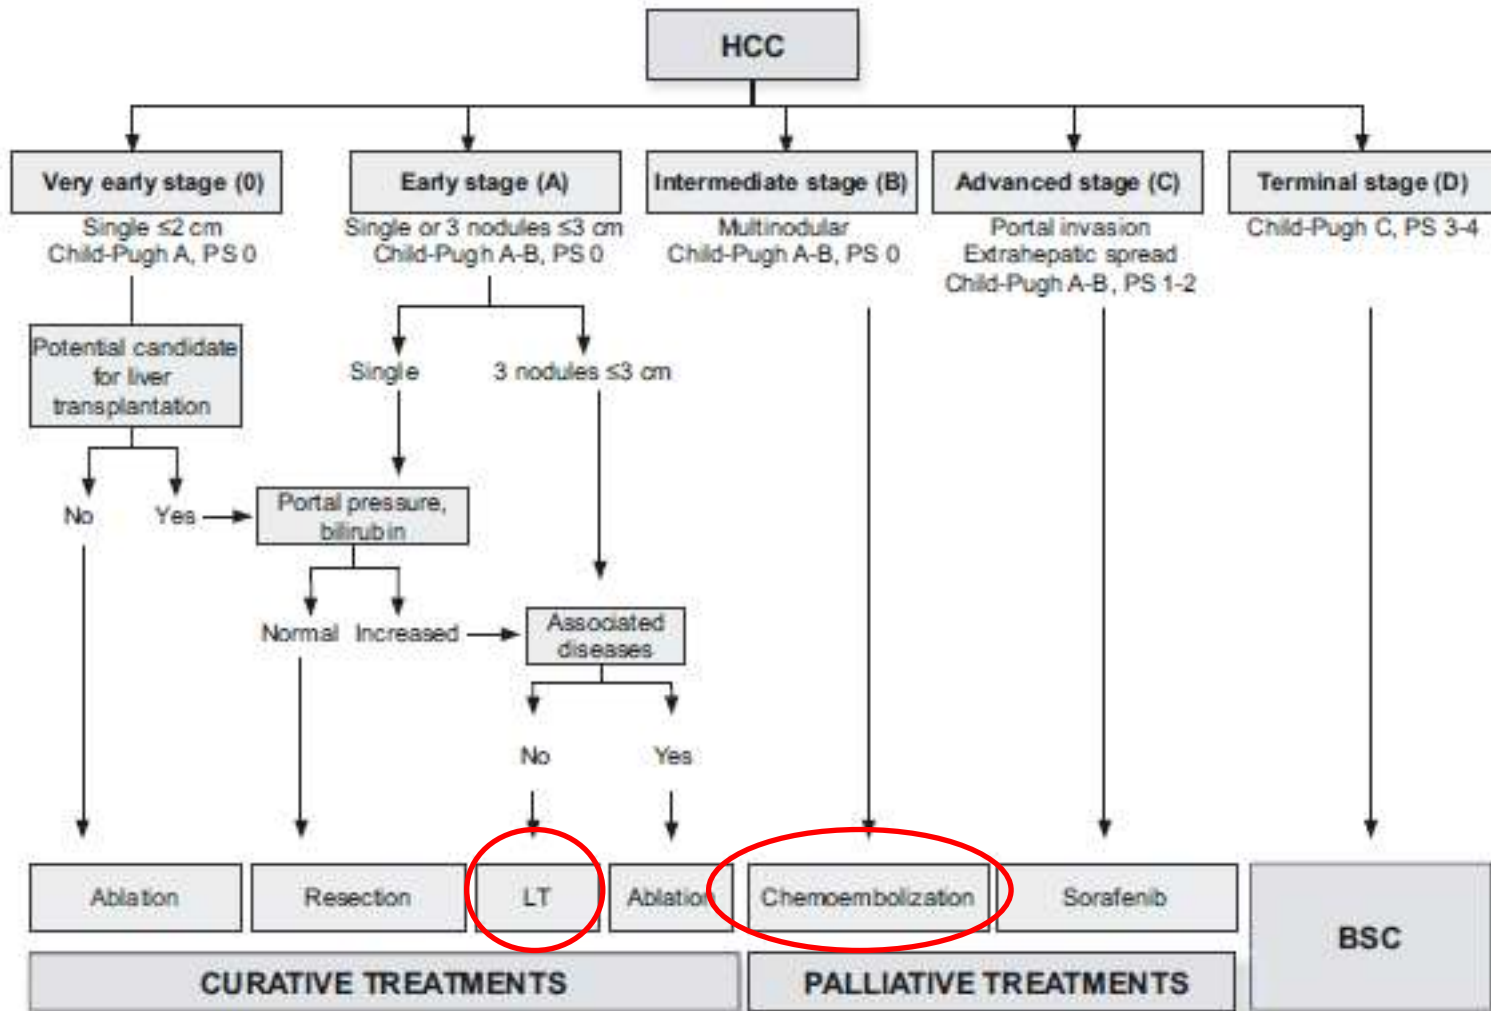 HCC
Very early stage (0)
Single ≤2 cm
Child-Pugh A, PS 0
Early stage (A)
Single or 3 nodules ≤3 cm
Child-Pugh A-B, PS 0
Intermediate stage (B)
Multinodular
Child-Pugh A-B, PS 0
Advanced stage (C)
Portal invasion
Extrahepatic spread
Child-Pugh A-B, PS 1-2
Terminal stage (D)
Child-Pugh C, PS 3-4
Potential candidate
for liver
transplantation
Single
3 nodules ≤3 cm
No
Yes
Portal pressure,
bilirubin
Normal
Increased
Associated
diseases
No
Yes
Ablation
Resection
LT
Ablation
Chemoembolization
Sorafenib
BSC
CURATIVE TREATMENTS
PALLIATIVE TREATMENTS